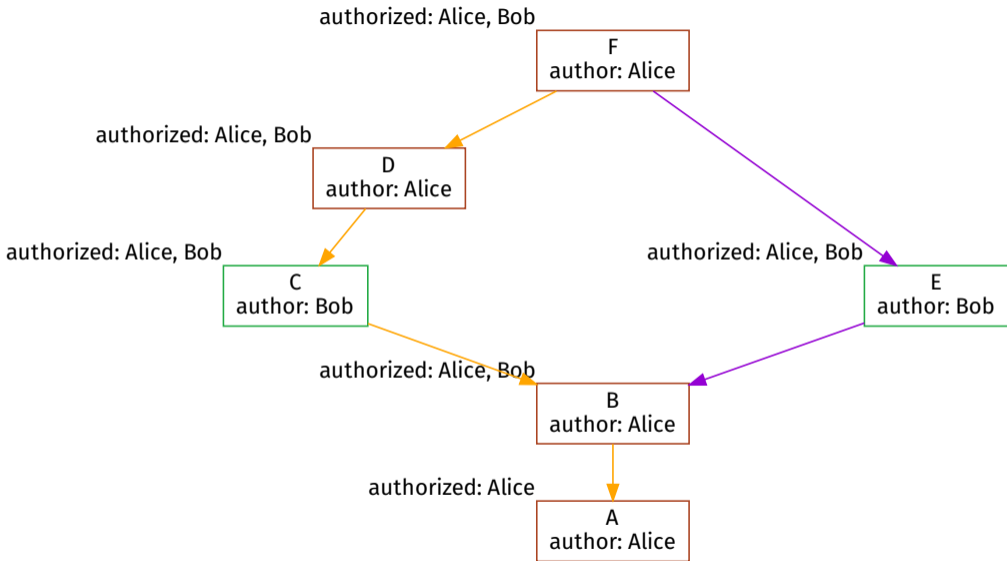 authorized: Alice, Bob
F
author: Alice
authorized: Alice, Bob
D
author: Alice
authorized: Alice, Bob
C
author: Bob
authorized: Alice, Bob
E
author: Bob
authorized: Alice, Bob
B
author: Alice
authorized: Alice
A
author: Alice